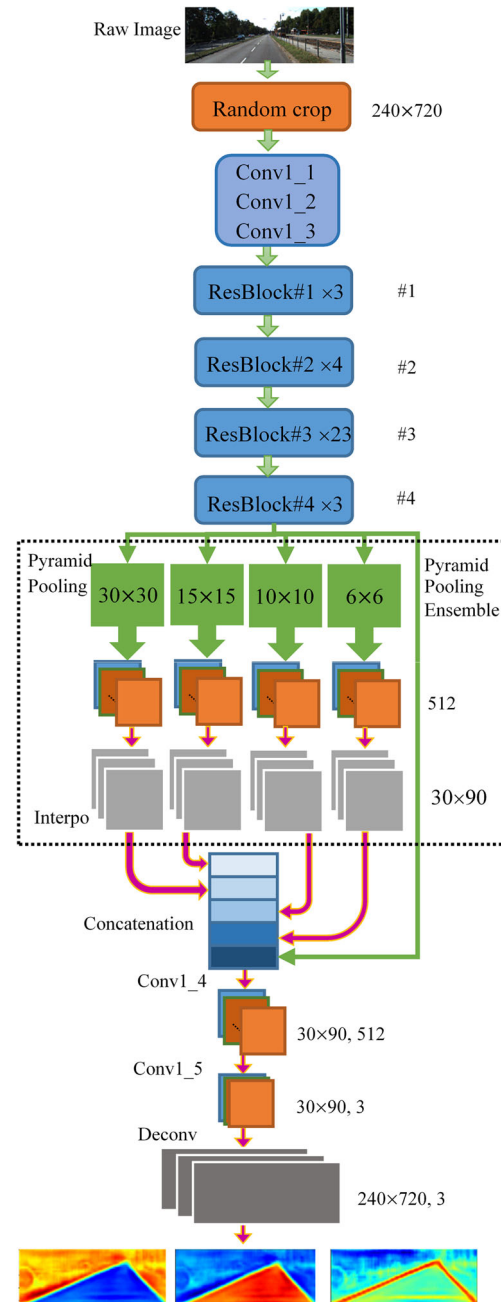 Raw Image
Random crop
240×720
Conv1_1
Conv1_2
Conv1_3
ResBlock#1 ×3
#1
ResBlock#2 ×4
#2
ResBlock#3 ×23
#3
ResBlock#4 ×3
#4
Pyramid
Pooling
30×30
15×15
10×10
6×6
Pyramid
Pooling
Ensemble
...
...
...
...
512
Interpo
30×90
Concatenation
Conv1_4
...
30×90, 512
Conv1_5
30×90, 3
Deconv
240×720, 3